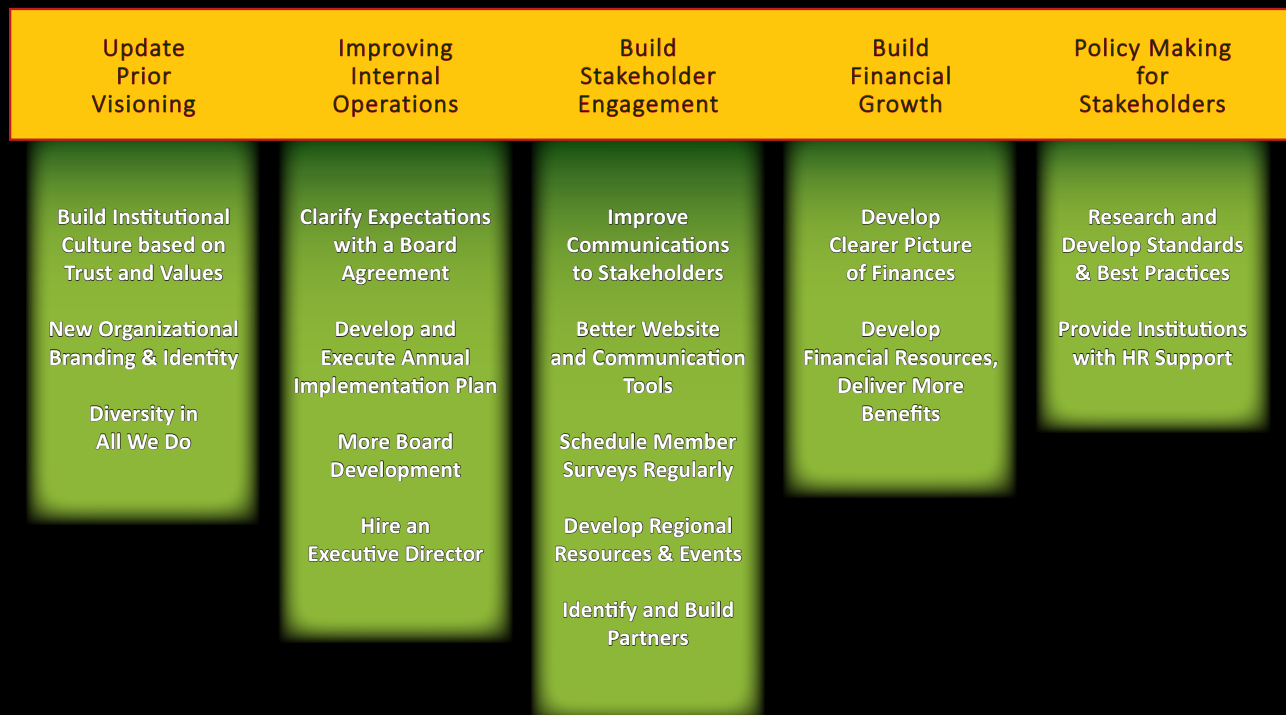 Update
Prior
Visioning
Improving
Internal
Operations
Build
Stakeholder
Engagement
Build
Financial
Growth
Policy Making
for
Stakeholders
Build Institutional
Culture based on
Trust and Values
New Organizational
Branding & Identity
Diversity in
All We Do
Clarify Expectations
with a Board
Agreement
Develop and
Execute Annual
Implementation Plan
More Board
Development
Hire an
Executive Director
Improve
Communications
to Stakeholders
Better Website
and Communication
Tools
Schedule Member
Surveys Regularly
Develop Regional
Resources & Events
Identify and Build
Partners
Develop
Clearer Picture
of Finances
Develop
Financial Resources,
Deliver More
Benefits
Research and
Develop Standards
& Best Practices
Provide Institutions
with HR Support